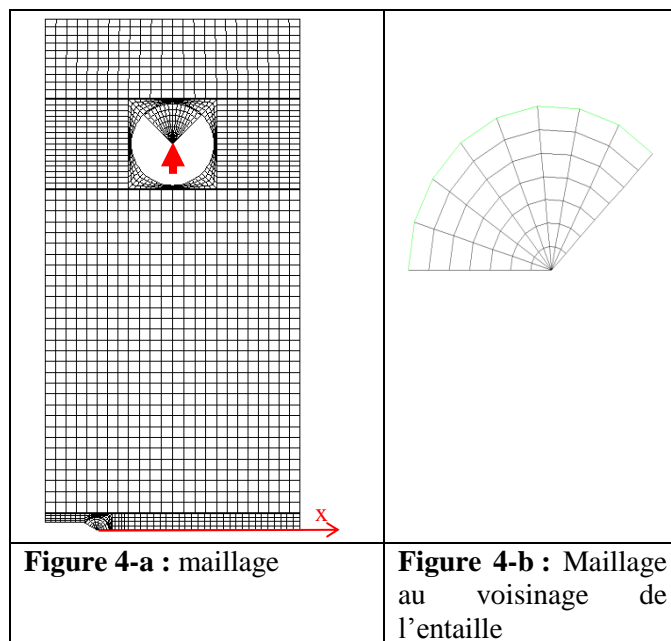 x
Figure 4-a : maillage
Figure 4-b : Maillage
au voisinage de
l'entaille